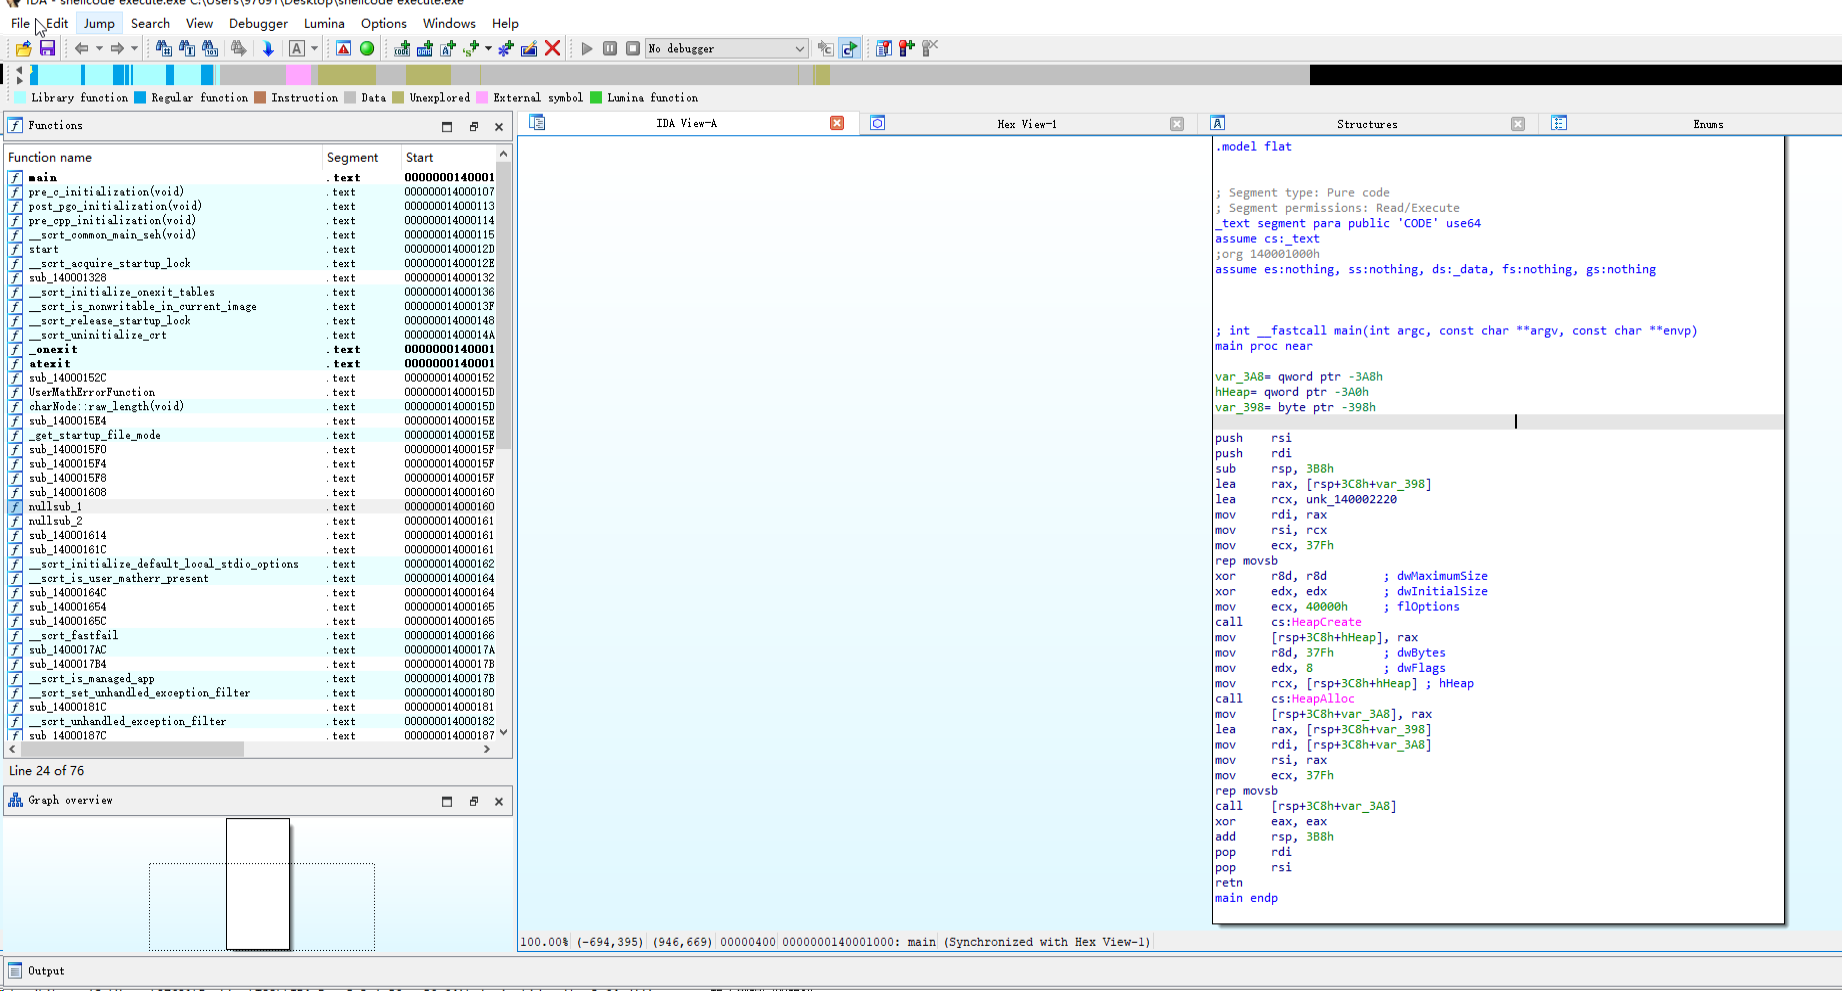 IDA - shellcode execute.exe C:\Users\97691\Desktop\shellcode execute.exe
File Edit Jump Search View Debugger Lumina Options Windows Help
No debugger
Library function Regular function Instruction Data Unexplored External symbol Lumina function
Functions
Function name Segment Start
main .text 0000000140001
pre_c_initialization(void) .text 000000014000107
post_pgo_initialization(void) .text 000000014000113
pre_cpp_initialization(void) .text 000000014000114
__scrt_common_main_seh(void) .text 000000014000115
start .text 00000001400012D
__scrt_acquire_startup_lock .text 00000001400012E
sub_140001328 .text 000000014000132
__scrt_initialize_onexit_tables .text 000000014000136
__scrt_is_nonwritable_in_current_image .text 00000001400013F
__scrt_release_startup_lock .text 000000014000148
__scrt_uninitialize_crt .text 00000001400014A
_onexit .text 0000000140001
atexit .text 0000000140001
sub_14000152C .text 000000014000152
UserMathErrorFunction .text 00000001400015D
charNode::raw_length(void) .text 00000001400015D
sub_1400015E4 .text 00000001400015E
_get_startup_file_mode .text 00000001400015E
sub_1400015F0 .text 00000001400015F
sub_1400015F4 .text 00000001400015F
sub_1400015F8 .text 00000001400015F
sub_140001608 .text 000000014000160
nullsub_1 .text 000000014000160
nullsub_2 .text 000000014000161
sub_140001614 .text 000000014000161
sub_14000161C .text 000000014000161
__scrt_initialize_default_local_stdio_options .text 000000014000162
__scrt_is_user_matherr_present .text 000000014000164
sub_14000164C .text 000000014000164
sub_140001654 .text 000000014000165
sub_14000165C .text 000000014000165
__scrt_fastfail .text 000000014000166
sub_1400017AC .text 00000001400017A
sub_1400017B4 .text 00000001400017B
__scrt_is_managed_app .text 00000001400017B
__scrt_set_unhandled_exception_filter .text 000000014000180
sub_14000181C .text 000000014000181
__scrt_unhandled_exception_filter .text 000000014000182
sub_14000187C .text 000000014000187
Line 24 of 76
Graph overview
IDA View-A Hex View-1 Structures Enums
.model flat
; Segment type: Pure code
; Segment permissions: Read/Execute
_text segment para public 'CODE' use64
assume cs:_text
;org 140001000h
assume es:nothing, ss:nothing, ds:_data, fs:nothing, gs:nothing
; int __fastcall main(int argc, const char **argv, const char **envp)
main proc near
var_3A8= qword ptr -3A8h
hHeap= qword ptr -3A0h
var_398= byte ptr -398h
push rsi
push rdi
sub rsp, 3B8h
lea rax, [rsp+3C8h+var_398]
lea rcx, unk_140002220
mov rdi, rax
mov rsi, rcx
mov ecx, 37Fh
rep movsb
xor r8d, r8d ; dwMaximumSize
xor edx, edx ; dwInitialSize
mov ecx, 40000h ; flOptions
call cs:HeapCreate
mov [rsp+3C8h+hHeap], rax
mov r8d, 37Fh ; dwBytes
mov edx, 8 ; dwFlags
mov rcx, [rsp+3C8h+hHeap] ; hHeap
call cs:HeapAlloc
mov [rsp+3C8h+var_3A8], rax
lea rax, [rsp+3C8h+var_398]
mov rdi, [rsp+3C8h+var_3A8]
mov rsi, rax
mov ecx, 37Fh
rep movsb
call [rsp+3C8h+var_3A8]
xor eax, eax
add rsp, 3B8h
pop rdi
pop rsi
retn
main endp
100.00% (-694,395) (946,669) 00000400 0000000140001000: main (Synchronized with Hex View-1)
Output